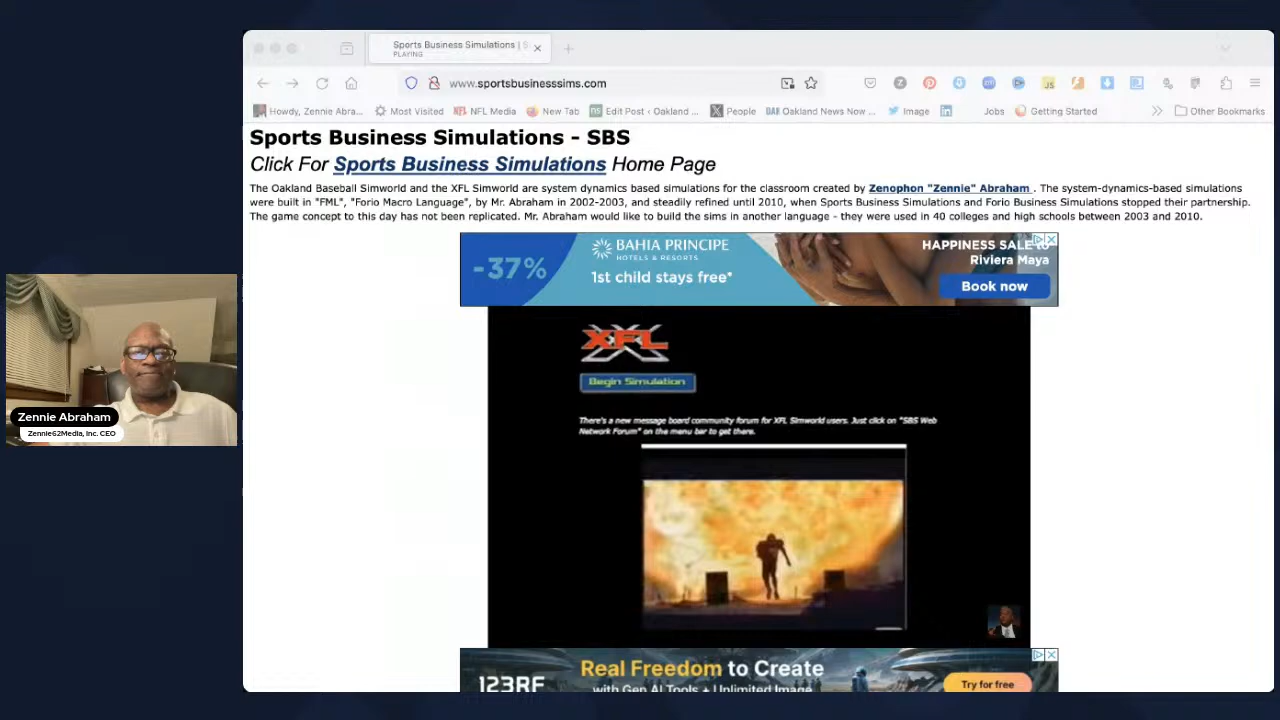 Sports Business Simulations | S
PLAYING
www.sportsbusinesssims.com
Howdy, Zennie Abra...
Most Visited
NFL Media
New Tab
Edit Post ‹ Oakland ...
People
Oakland News Now ...
Image
Jobs
Getting Started
Other Bookmarks
Sports Business Simulations - SBS
Click For Sports Business Simulations Home Page
The Oakland Baseball Simworld and the XFL Simworld are system dynamics based simulations for the classroom created by Zenophon "Zennie" Abraham . The system-dynamics-based simulations
were built in "FML", "Forio Macro Language", by Mr. Abraham in 2002-2003, and steadily refined until 2010, when Sports Business Simulations and Forio Business Simulations stopped their partnership.
The game concept to this day has not been replicated. Mr. Abraham would like to build the sims in another language - they were used in 40 colleges and high schools between 2003 and 2010.
-37%
BAHIA PRINCIPE
HOTELS & RESORTS
1st child stays free*
HAPPINESS SALE to
Riviera Maya
Book now
XFL
Begin Simulation
There's a new message board community forum for XFL Simworld users. Just click on "SBS Web
Network Forum" on the menu bar to get there.
Zennie Abraham
Zennie62Media, Inc. CEO
123RF
Real Freedom to Create
with Gen AI Tools + Unlimited Image
Try for free